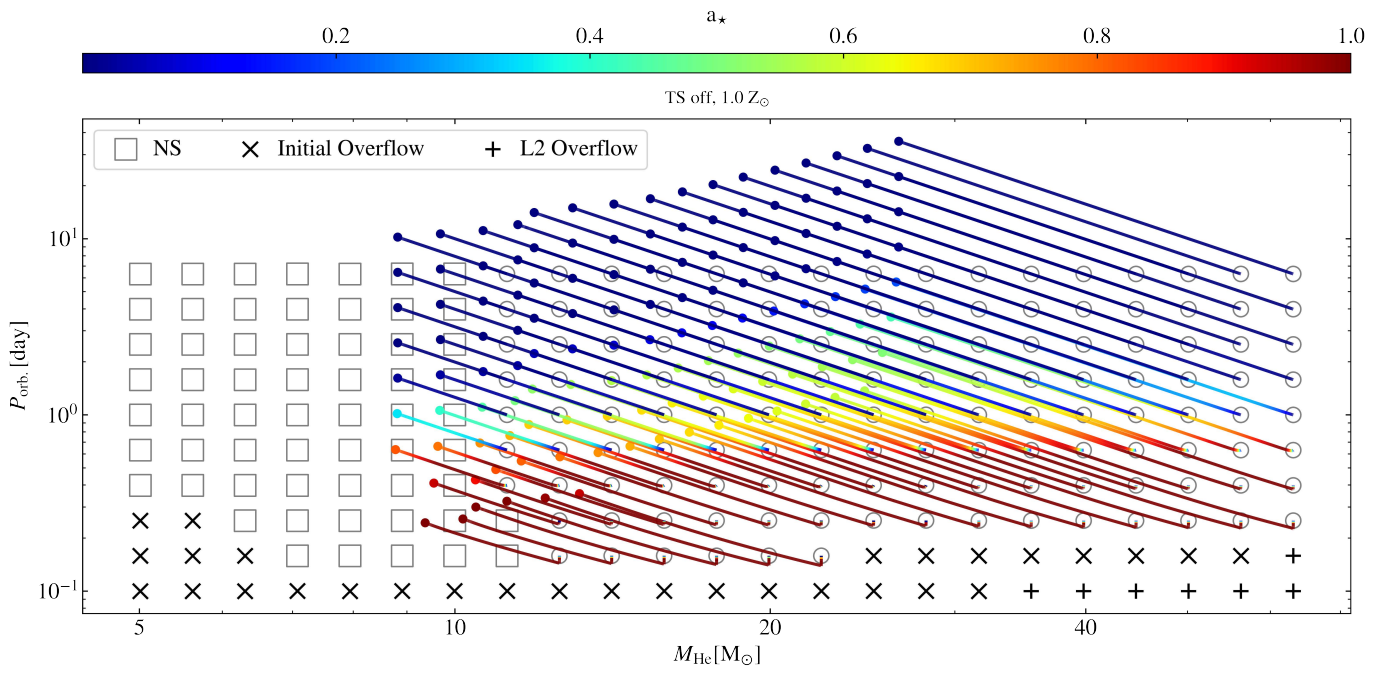 a⋆
0.2 0.4 0.6 0.8 1.0
TS off, 1.0 Z⊙
NS Initial Overflow L2 Overflow
10¹
10⁰
10⁻¹
P_orb. [day]
5 10 20 40
M_He[M⊙]